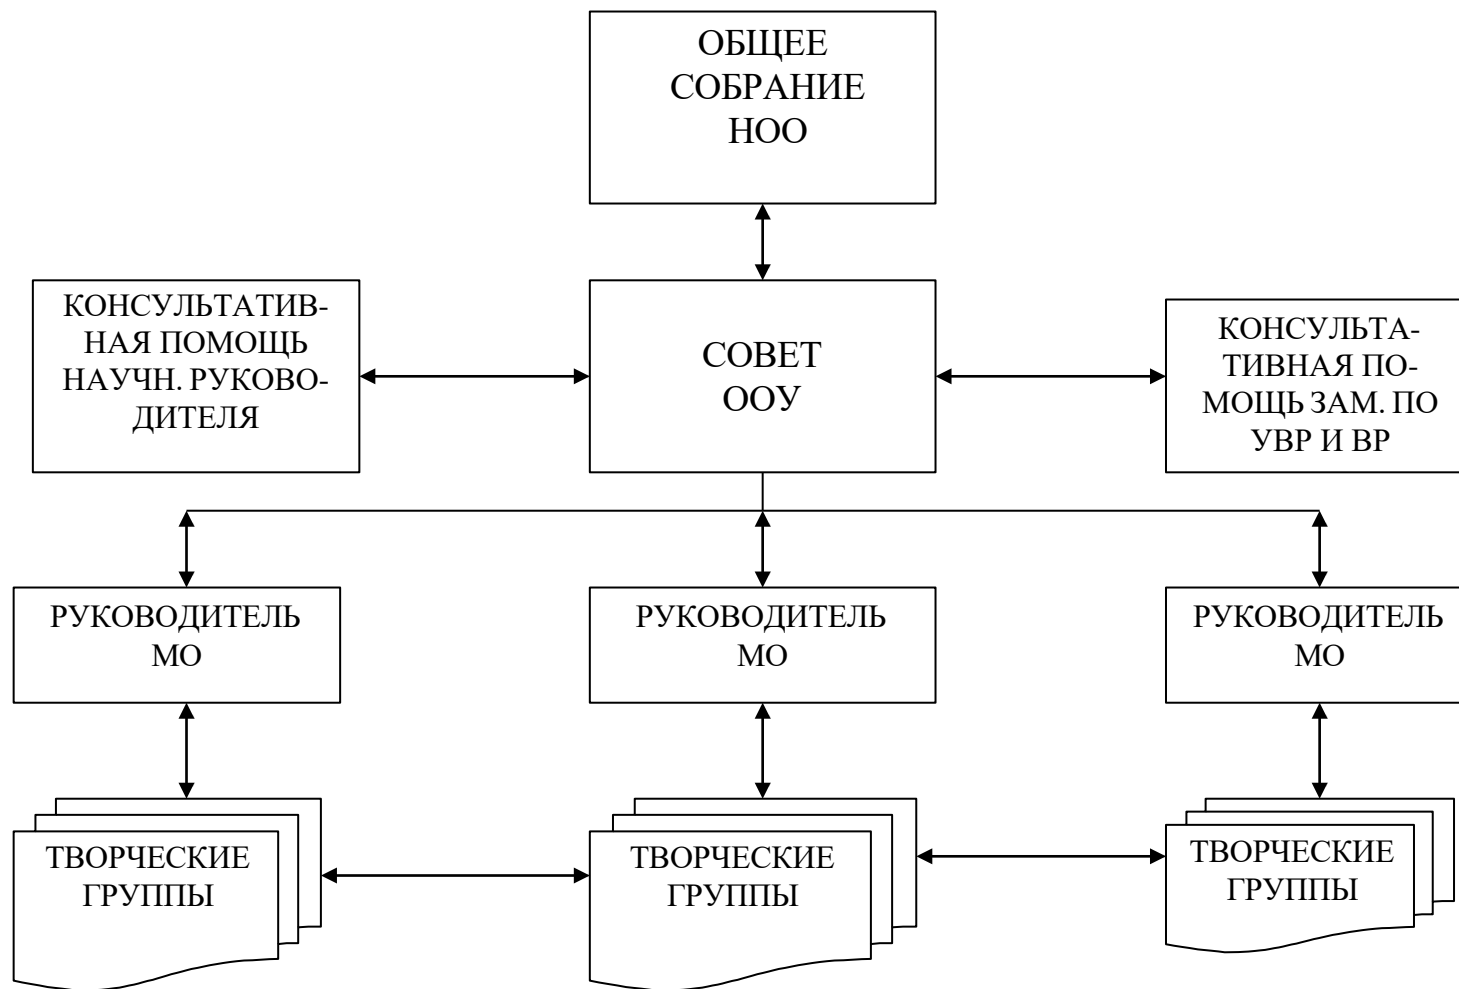 ОБЩЕЕ
СОБРАНИЕ
НОО
КОНСУЛЬТАТИВ-
НАЯ ПОМОЩЬ
НАУЧН. РУКОВО-
ДИТЕЛЯ
СОВЕТ
ООУ
КОНСУЛЬТА-
ТИВНАЯ ПО-
МОЩЬ ЗАМ. ПО
УВР И ВР
РУКОВОДИТЕЛЬ
МО
РУКОВОДИТЕЛЬ
МО
РУКОВОДИТЕЛЬ
МО
ТВОРЧЕСКИЕ
ГРУППЫ
ТВОРЧЕСКИЕ
ГРУППЫ
ТВОРЧЕСКИЕ
ГРУППЫ